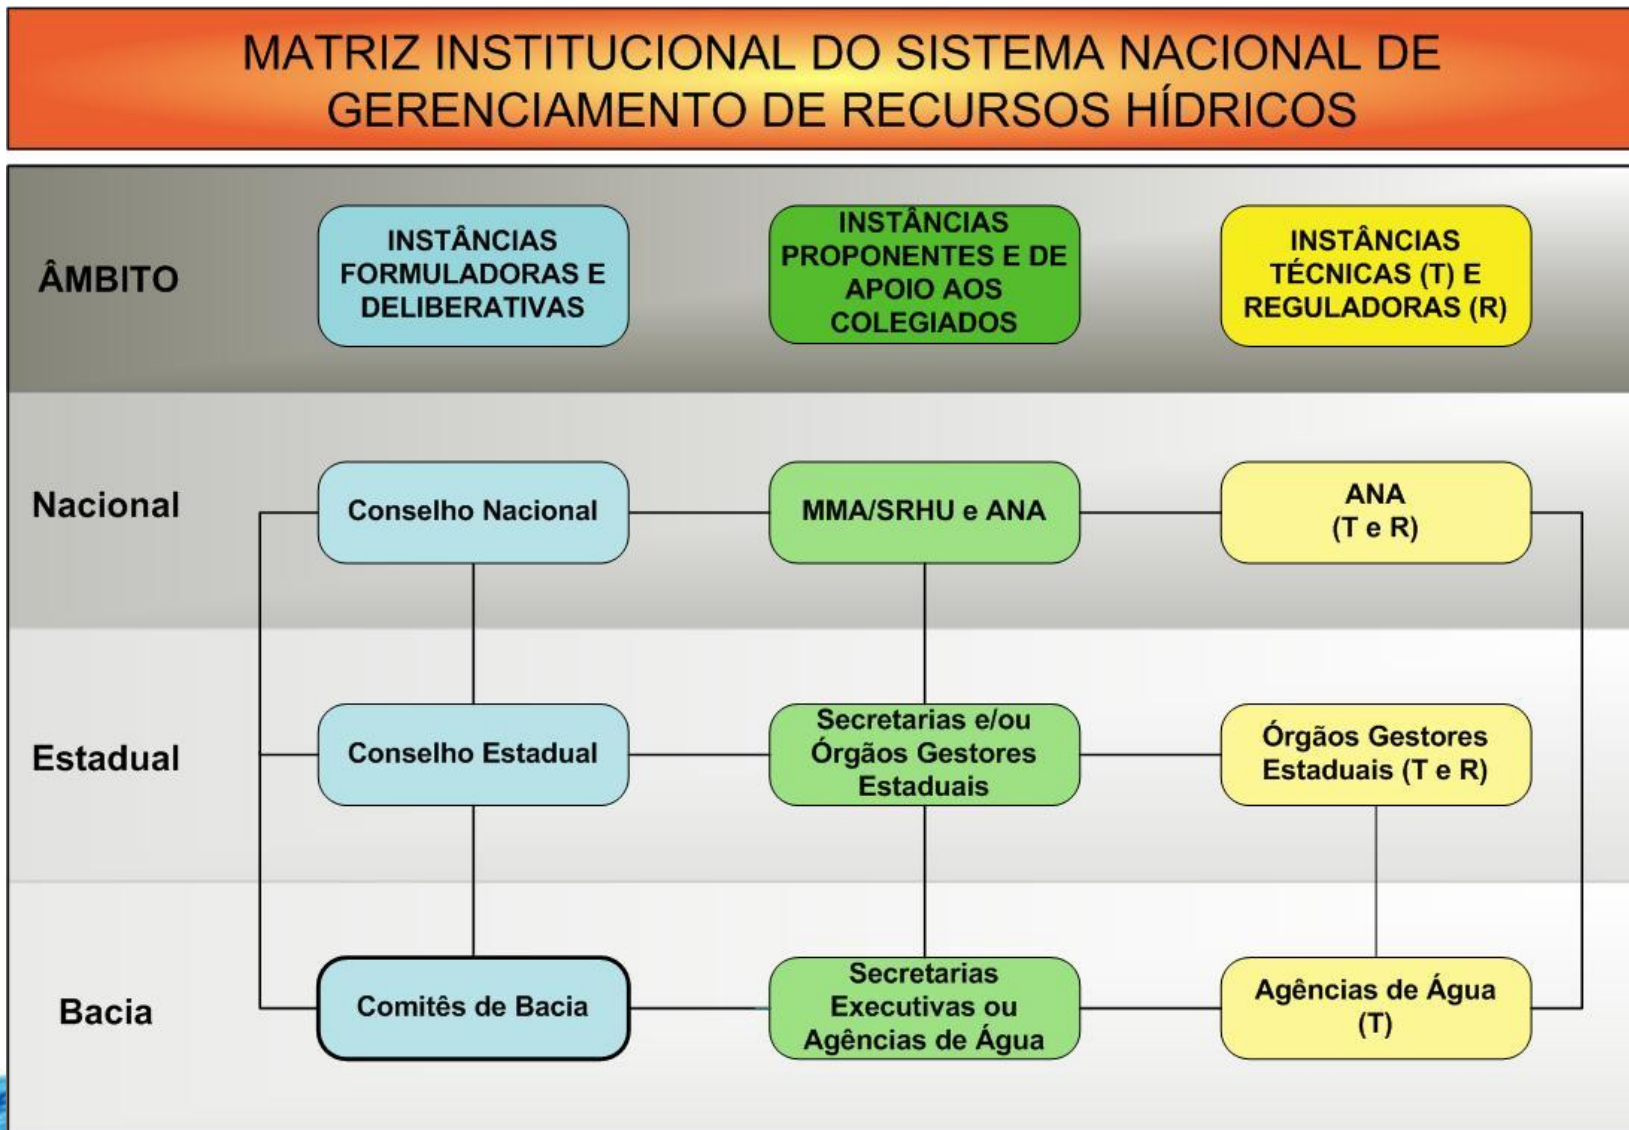 MATRIZ INSTITUCIONAL DO SISTEMA NACIONAL DE
GERENCIAMENTO DE RECURSOS HÍDRICOS
ÂMBITO
INSTÂNCIAS
FORMULADORAS E
DELIBERATIVAS
INSTÂNCIAS
PROPONENTES E DE
APOIO AOS
COLEGIADOS
INSTÂNCIAS
TÉCNICAS (T) E
REGULADORAS (R)
Nacional
Conselho Nacional
MMA/SRHU e ANA
ANA
(T e R)
Estadual
Conselho Estadual
Secretarias e/ou
Órgãos Gestores
Estaduais
Órgãos Gestores
Estaduais (T e R)
Bacia
Comitês de Bacia
Secretarias
Executivas ou
Agências de Água
Agências de Água
(T)